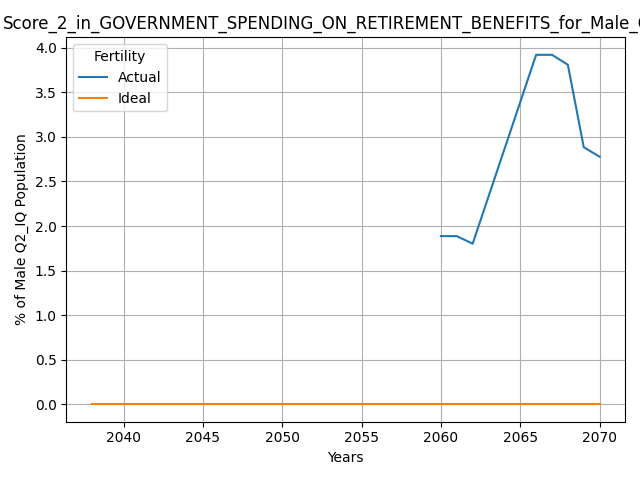 Score_2_in_GOVERNMENT_SPENDING_ON_RETIREMENT_BENEFITS_for_Male_
Fertility
Actual
Ideal
4.0
3.5
3.0
2.5
2.0
1.5
1.0
0.5
0.0
% of Male Q2_IQ Population
2040 2045 2050 2055 2060 2065 2070
Years